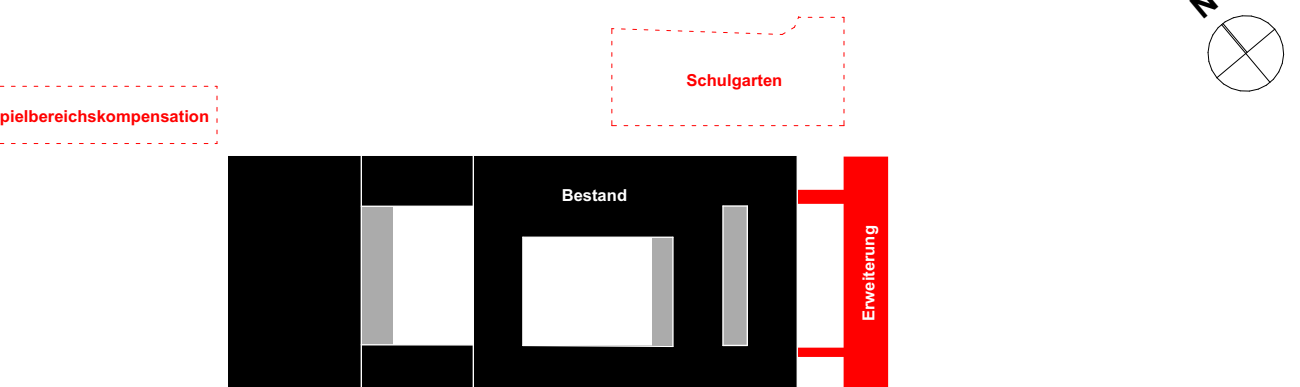 N
Schulgarten
pielbereichskompensation
Bestand
Erweiterung